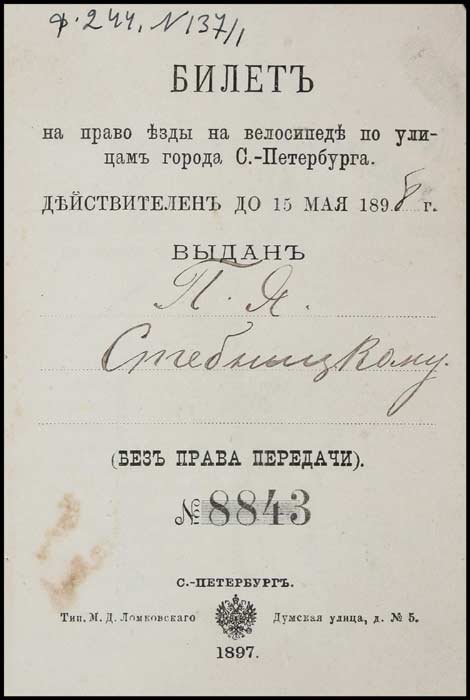 ф. 244, N 137/1
БИЛЕТЪ
на право ѣзды на велосипедѣ по ули-
цамъ города С.-Петербурга.
ДѢЙСТВИТЕЛЕНЪ ДО 15 МАЯ 1898 г.
ВЫДАНЪ
П. Я.
Стебницкому.
(БЕЗЪ ПРАВА ПЕРЕДАЧИ).
№ 8843
С.-ПЕТЕРБУРГЪ.
Тип. М. Д. Ломковскаго Думская улица, д. № 5.
1897.